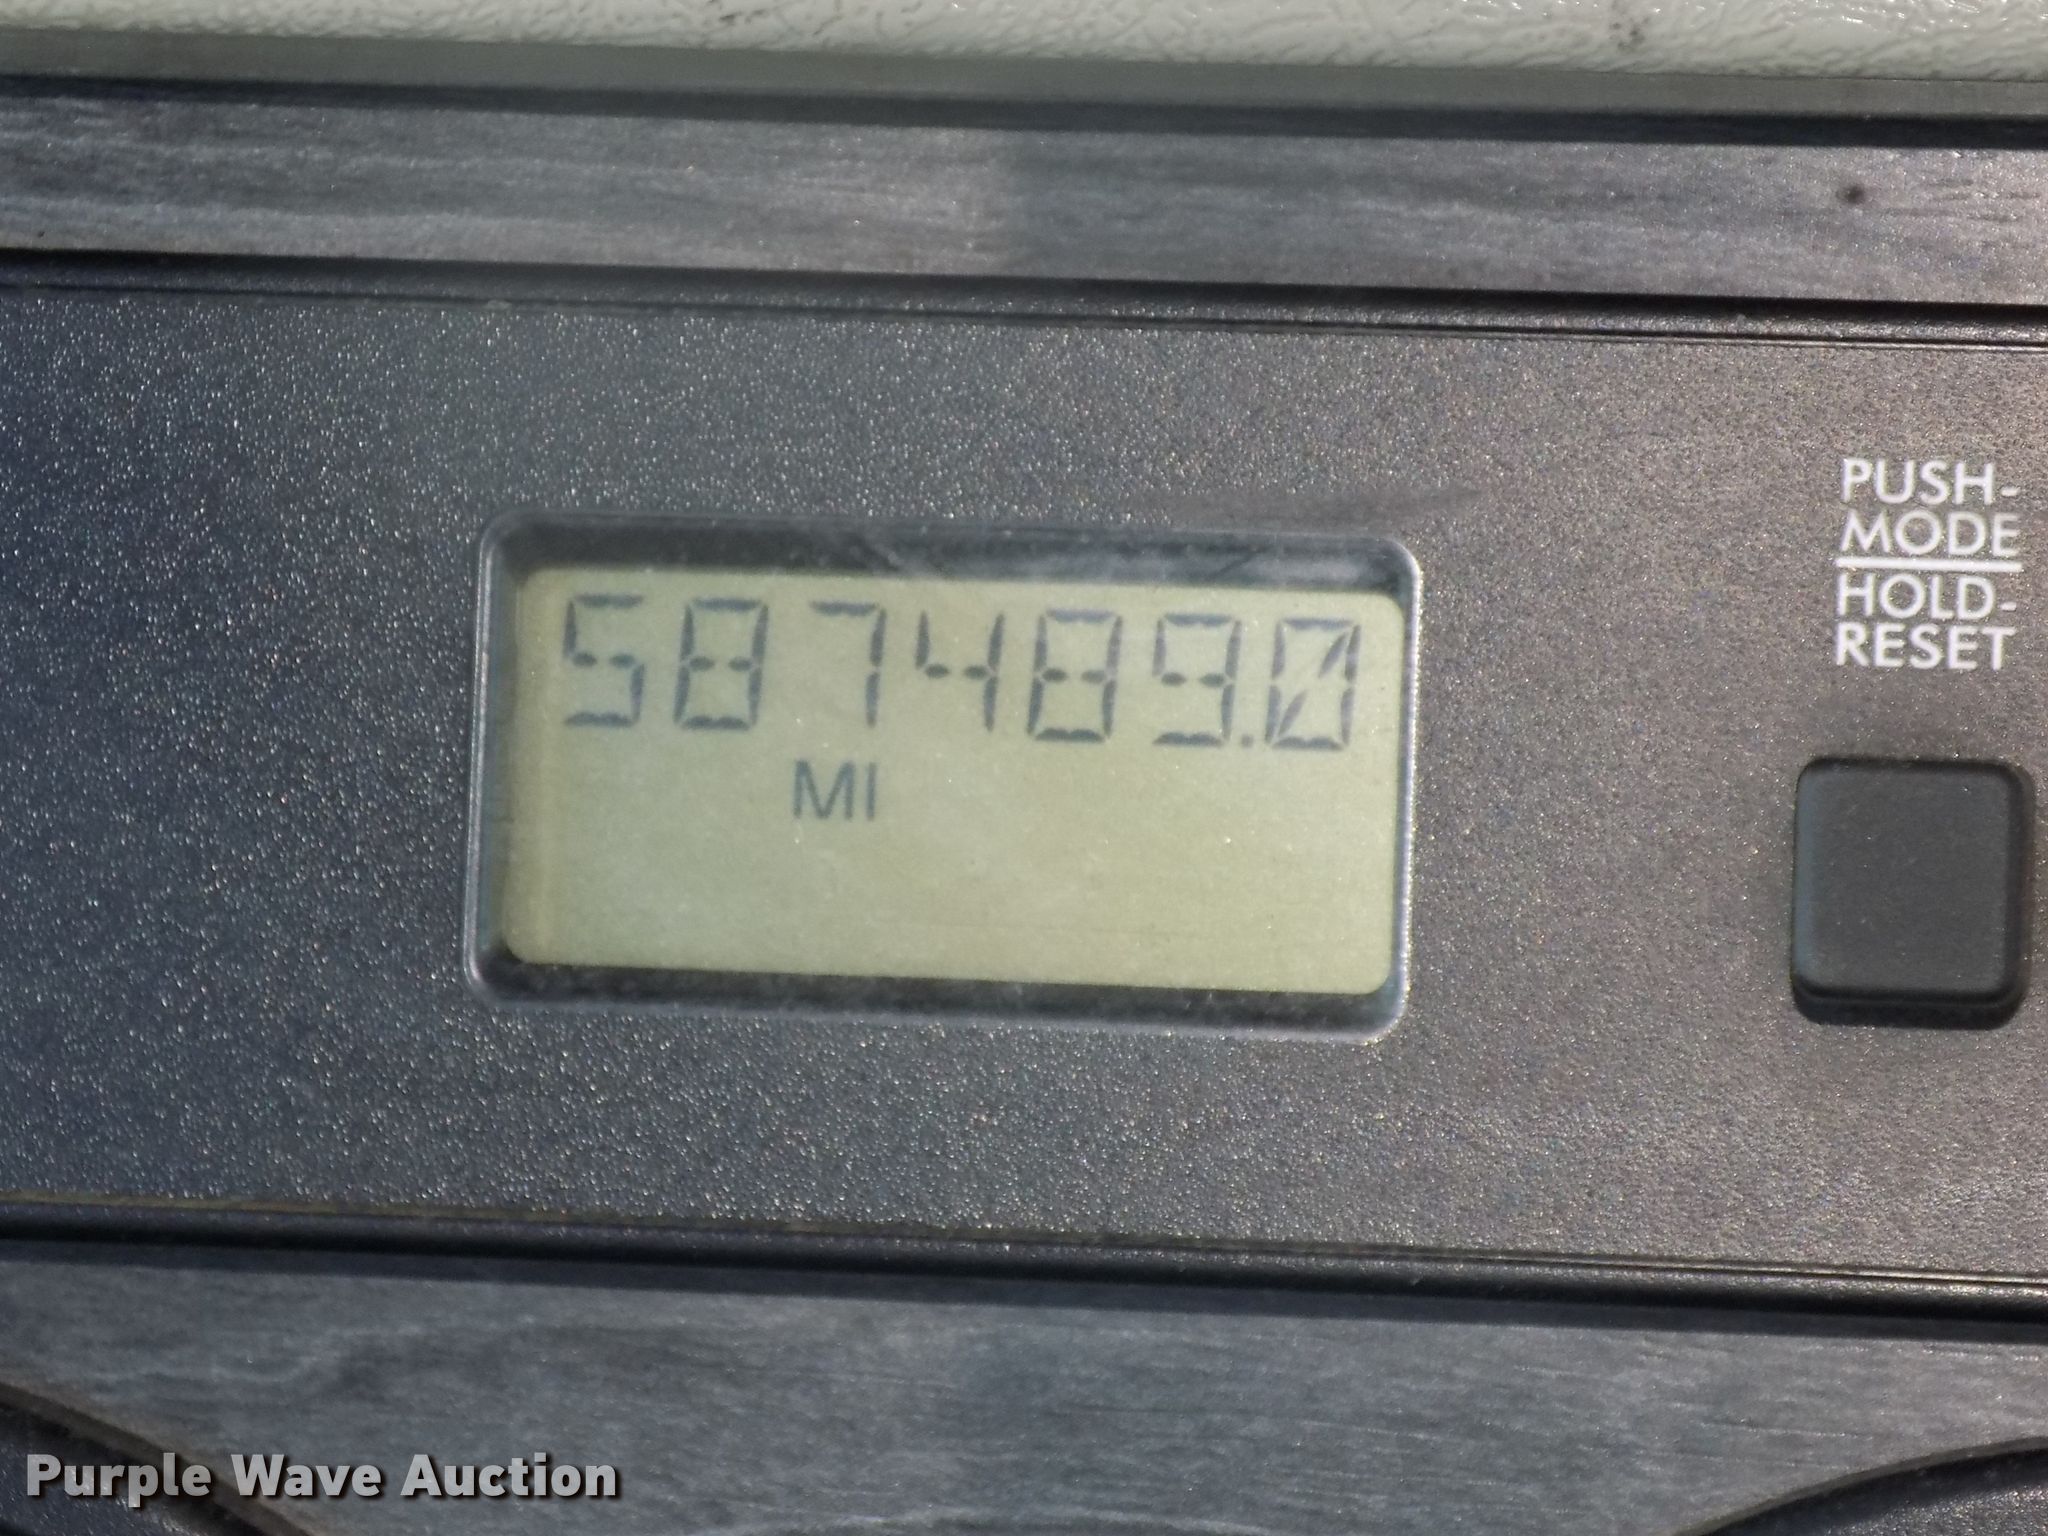 587489.0
MI
PUSH-
MODE
HOLD-
RESET
Purple Wave Auction